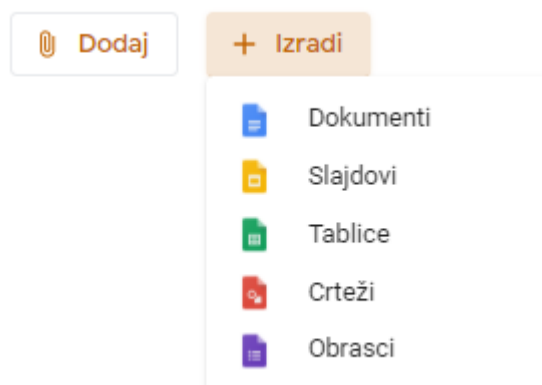 Dodaj + Izradi
Dokumenti
Slajdovi
Tablice
Crteži
Obrasci